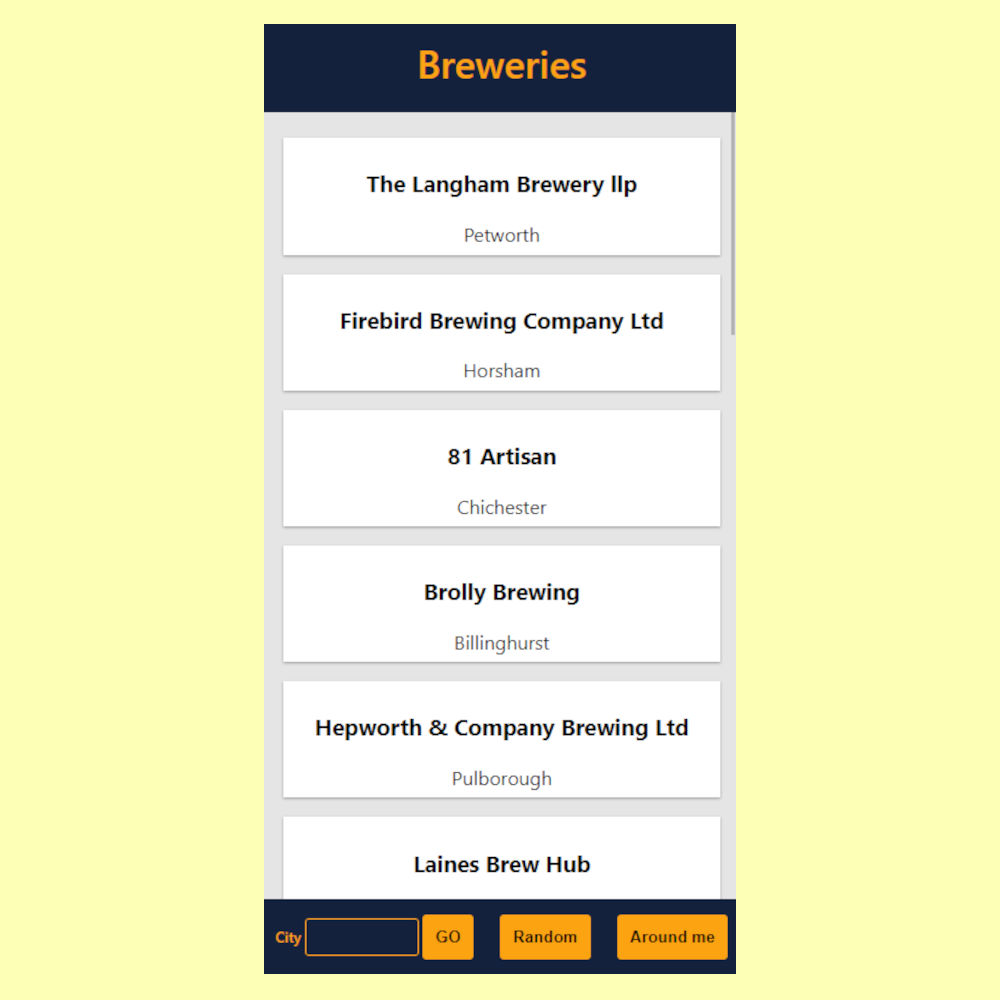 Breweries
The Langham Brewery llp
Petworth
Firebird Brewing Company Ltd
Horsham
81 Artisan
Chichester
Brolly Brewing
Billinghurst
Hepworth & Company Brewing Ltd
Pulborough
Laines Brew Hub
City GO Random Around me